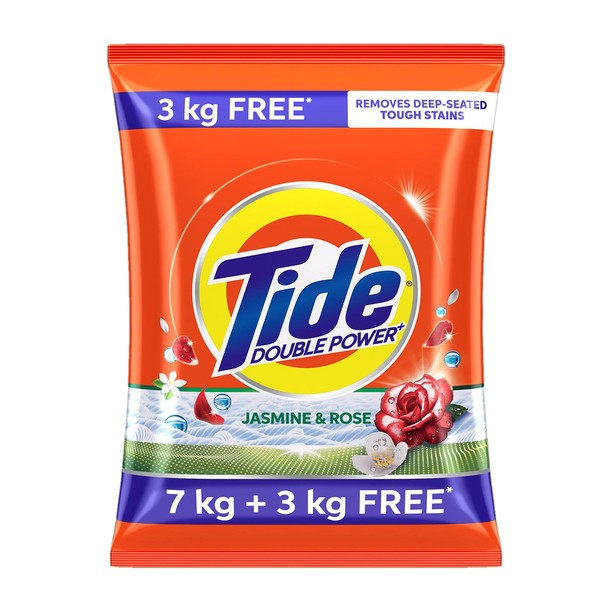 3 kg FREE*
REMOVES DEEP-SEATED
TOUGH STAINS
Tide®
DOUBLE POWER+
JASMINE & ROSE
7 kg + 3 kg FREE*